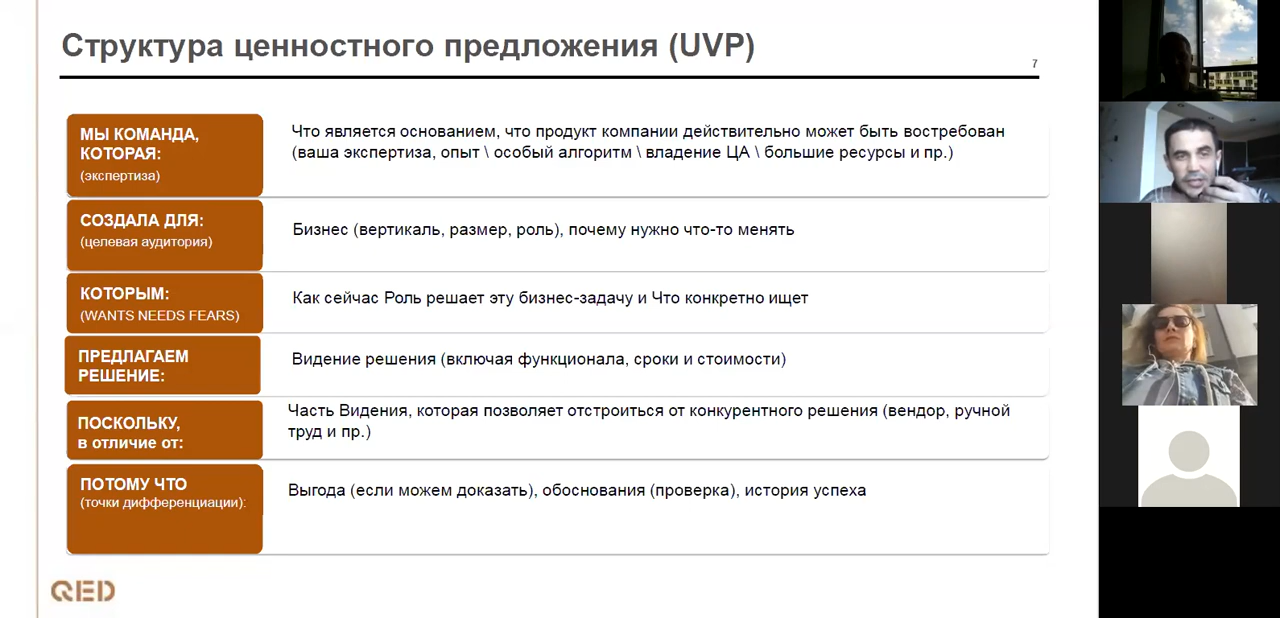 Структура ценностного предложения (UVP)
7
МЫ КОМАНДА,
КОТОРАЯ:
(экспертиза)
Что является основанием, что продукт компании действительно может быть востребован
(ваша экспертиза, опыт \ особый алгоритм \ владение ЦА \ большие ресурсы и пр.)
СОЗДАЛА ДЛЯ:
(целевая аудитория)
Бизнес (вертикаль, размер, роль), почему нужно что-то менять
КОТОРЫМ:
(WANTS NEEDS FEARS)
Как сейчас Роль решает эту бизнес-задачу и Что конкретно ищет
ПРЕДЛАГАЕМ
РЕШЕНИЕ:
Видение решения (включая функционала, сроки и стоимости)
ПОСКОЛЬКУ,
в отличие от:
Часть Видения, которая позволяет отстроиться от конкурентного решения (вендор, ручной
труд и пр.)
ПОТОМУ ЧТО
(точки дифференциации):
Выгода (если можем доказать), обоснования (проверка), история успеха
QED